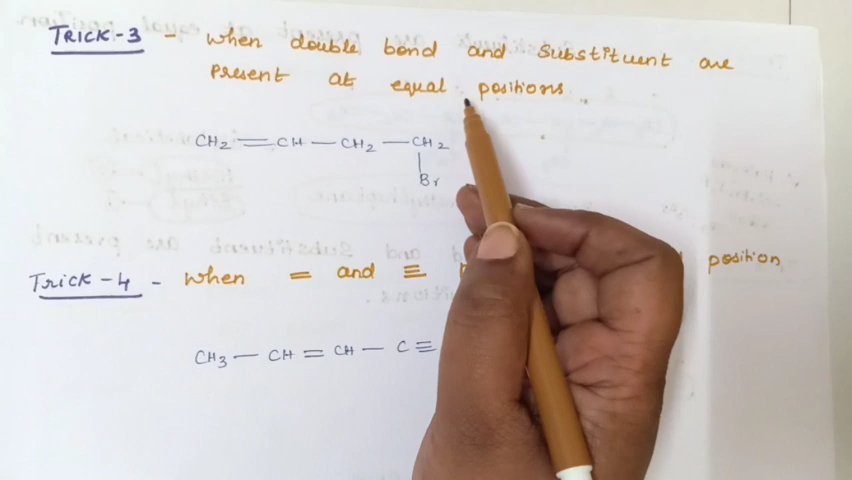 TRICK-3 - when double bond and Substituent are
Present at equal positions
CH2 = CH — CH2 — CH2
|
Br
Trick-4 - when = and ≡ position
CH3 — CH = CH — C ≡